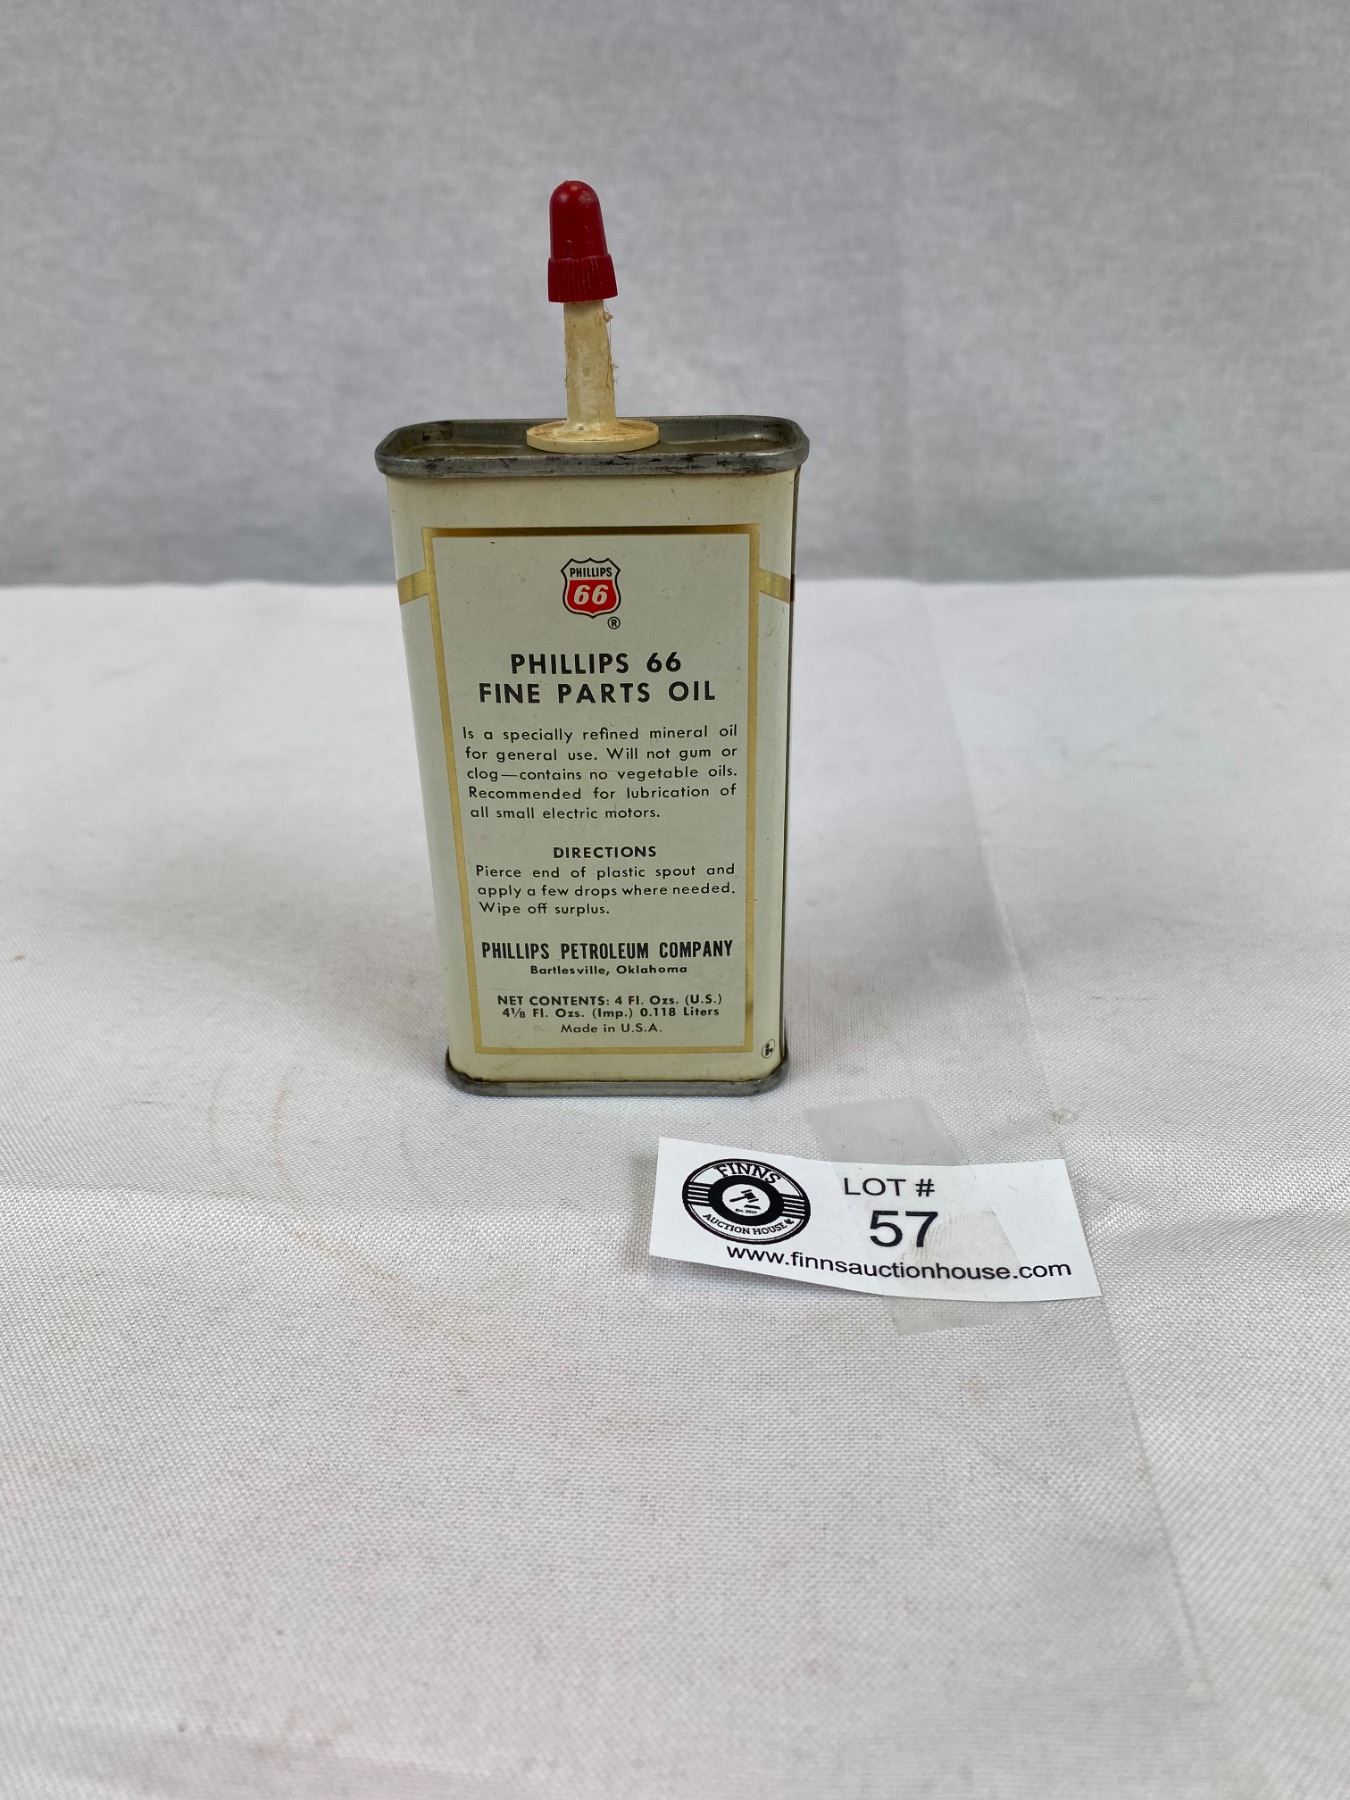 PHILLIPS
66
®
PHILLIPS 66
FINE PARTS OIL
Is a specially refined mineral oil
for general use. Will not gum or
clog—contains no vegetable oils.
Recommended for lubrication of
all small electric motors.
DIRECTIONS
Pierce end of plastic spout and
apply a few drops where needed.
Wipe off surplus.
PHILLIPS PETROLEUM COMPANY
Bartlesville, Oklahoma
NET CONTENTS: 4 Fl. Ozs. (U.S.)
4⅛ Fl. Ozs. (Imp.) 0.118 Liters
Made in U.S.A.
FINNS
AUCTION HOUSE
LOT #
57
www.finnsauctionhouse.com